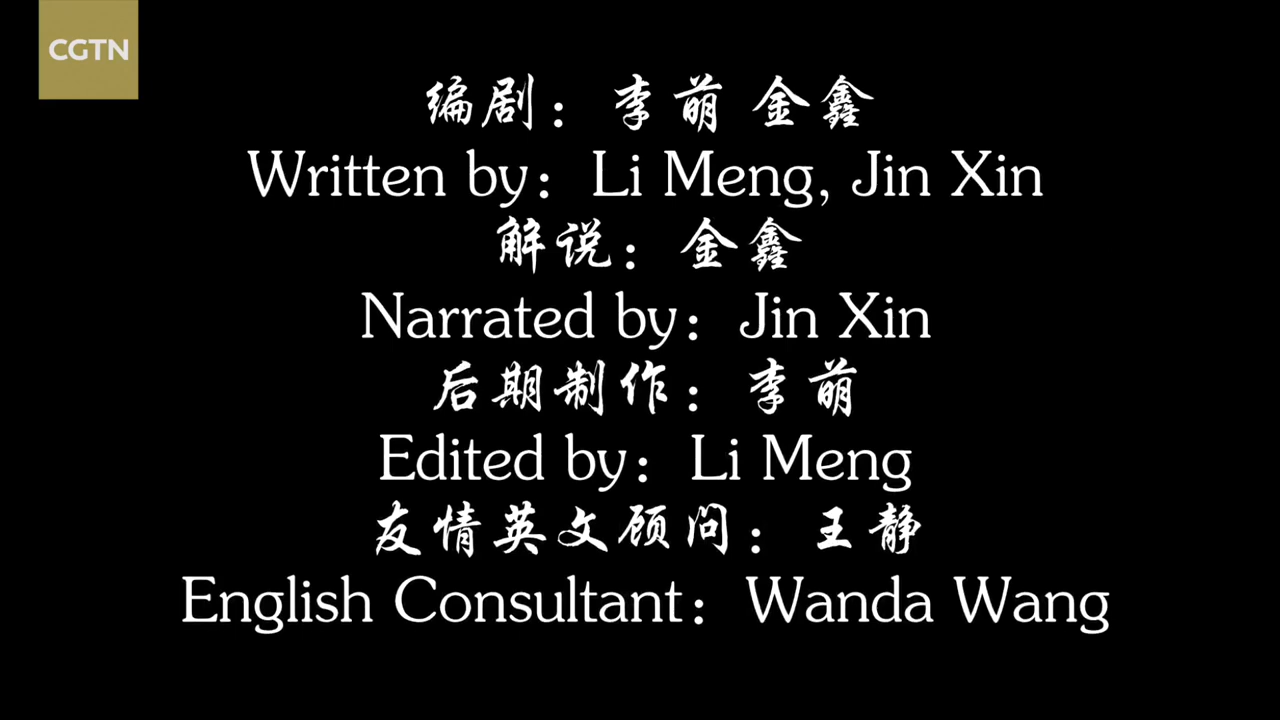 CGTN
编剧：李萌 金鑫
Written by：Li Meng, Jin Xin
解说：金鑫
Narrated by：Jin Xin
后期制作：李萌
Edited by：Li Meng
友情英文顾问：王静
English Consultant：Wanda Wang